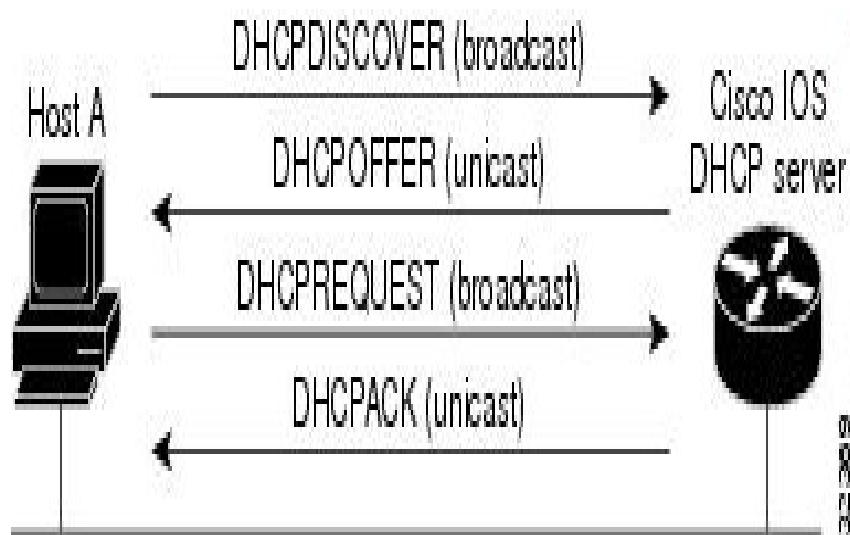 DHCPDISCOVER (broadcast)
Host A
Cisco IOS
DHCP server
DHCPOFFER (unicast)
DHCPREQUEST (broadcast)
DHCPACK (unicast)